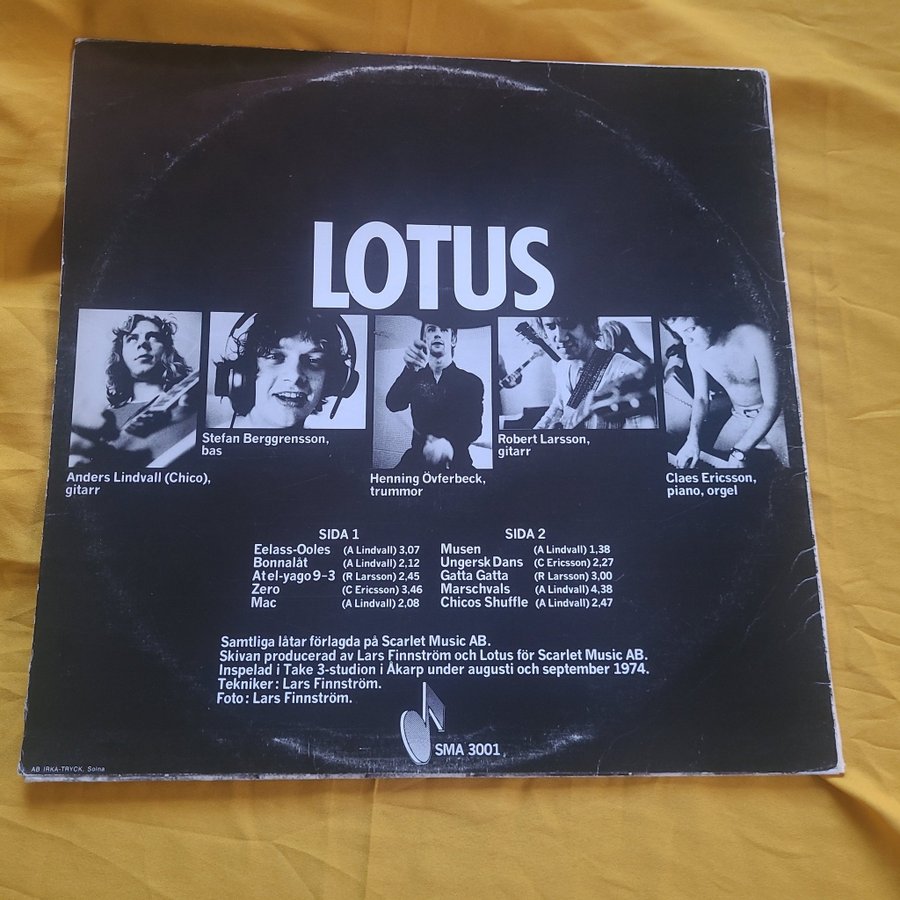 LOTUS
Anders Lindvall (Chico),
gitarr
Stefan Berggrensson,
bas
Henning Övferbeck,
trummor
Robert Larsson,
gitarr
Claes Ericsson,
piano, orgel
SIDA 1
Eelass-Ooles (A Lindvall) 3,07
Bonnalåt (A Lindvall) 2,12
Atel-yago 9-3 (R Larsson) 2,45
Zero (C Ericsson) 3,46
Mac (A Lindvall) 2,08
SIDA 2
Musen (A Lindvall) 1,38
Ungersk Dans (C Ericsson) 2,27
Gatta Gatta (R Larsson) 3,00
Marschvals (A Lindvall) 4,38
Chicos Shuffle (A Lindvall) 2,47
Samtliga låtar förlagda på Scarlet Music AB.
Skivan producerad av Lars Finnström och Lotus för Scarlet Music AB.
Inspelad i Take 3-studion i Åkarp under augusti och september 1974.
Tekniker: Lars Finnström.
Foto: Lars Finnström.
SMA 3001
AB IRKA-TRYCK, Solna